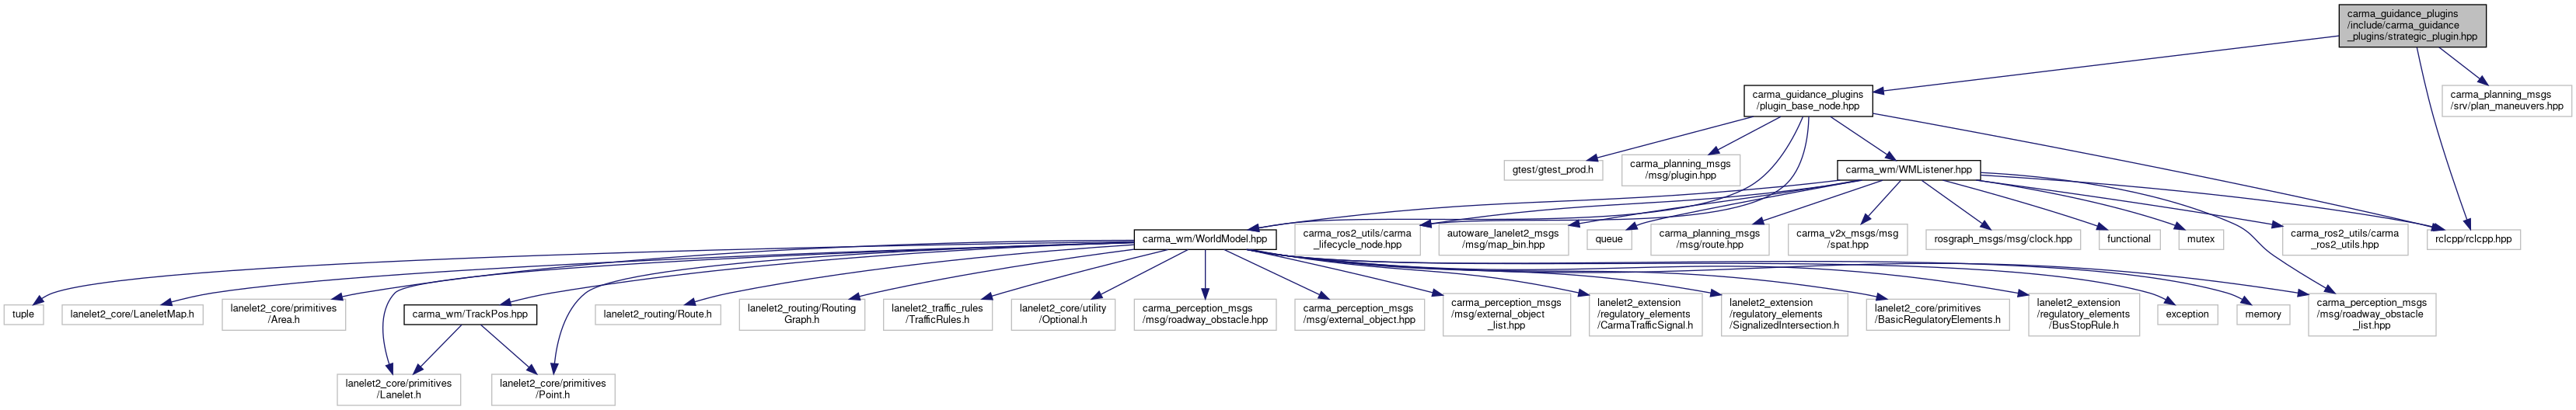 carma_guidance_plugins
/include/carma_guidance
_plugins/strategic_plugin.hpp
carma_guidance_plugins
/plugin_base_node.hpp
carma_planning_msgs
/srv/plan_maneuvers.hpp
gtest/gtest_prod.h
carma_planning_msgs
/msg/plugin.hpp
carma_wm/WMListener.hpp
carma_wm/WorldModel.hpp
carma_ros2_utils/carma
_lifecycle_node.hpp
autoware_lanelet2_msgs
/msg/map_bin.hpp
queue
carma_planning_msgs
/msg/route.hpp
carma_v2x_msgs/msg
/spat.hpp
rosgraph_msgs/msg/clock.hpp
functional
mutex
carma_ros2_utils/carma
_ros2_utils.hpp
rclcpp/rclcpp.hpp
tuple
lanelet2_core/LaneletMap.h
lanelet2_core/primitives
/Area.h
carma_wm/TrackPos.hpp
lanelet2_routing/Route.h
lanelet2_routing/Routing
Graph.h
lanelet2_traffic_rules
/TrafficRules.h
lanelet2_core/utility
/Optional.h
carma_perception_msgs
/msg/roadway_obstacle.hpp
carma_perception_msgs
/msg/external_object.hpp
carma_perception_msgs
/msg/external_object
_list.hpp
lanelet2_extension
/regulatory_elements
/CarmaTrafficSignal.h
lanelet2_extension
/regulatory_elements
/SignalizedIntersection.h
lanelet2_core/primitives
/BasicRegulatoryElements.h
lanelet2_extension
/regulatory_elements
/BusStopRule.h
exception
memory
carma_perception_msgs
/msg/roadway_obstacle
_list.hpp
lanelet2_core/primitives
/Lanelet.h
lanelet2_core/primitives
/Point.h